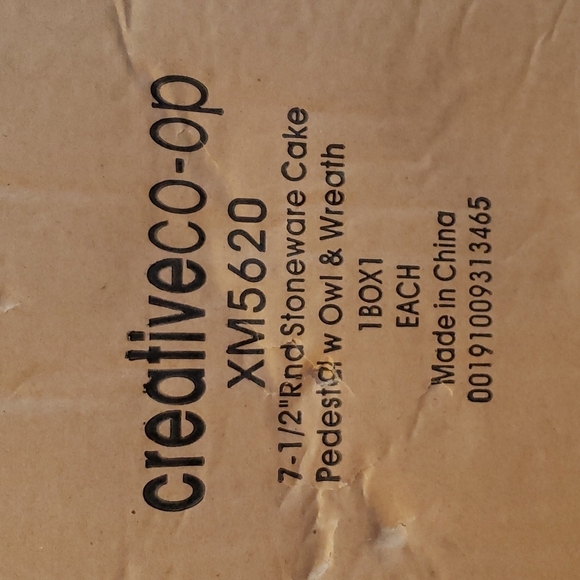 creativeco-op
XM5620
7-1/2"Rnd Stoneware Cake
Pedestal w Owl & Wreath
1BOX1
EACH
Made in China
00191009313465